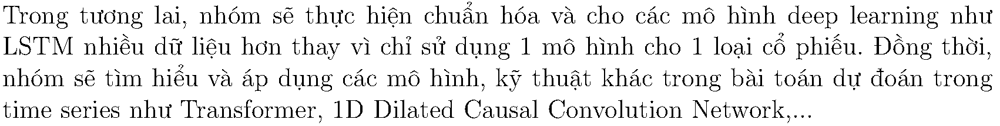 Trong tương lai, nhóm sẽ thực hiện chuẩn hóa và cho các mô hình deep learning như
LSTM nhiều dữ liệu hơn thay vì chỉ sử dụng 1 mô hình cho 1 loại cổ phiếu. Đồng thời,
nhóm sẽ tìm hiểu và áp dụng các mô hình, kỹ thuật khác trong bài toán dự đoán trong
time series như Transformer, 1D Dilated Causal Convolution Network,...